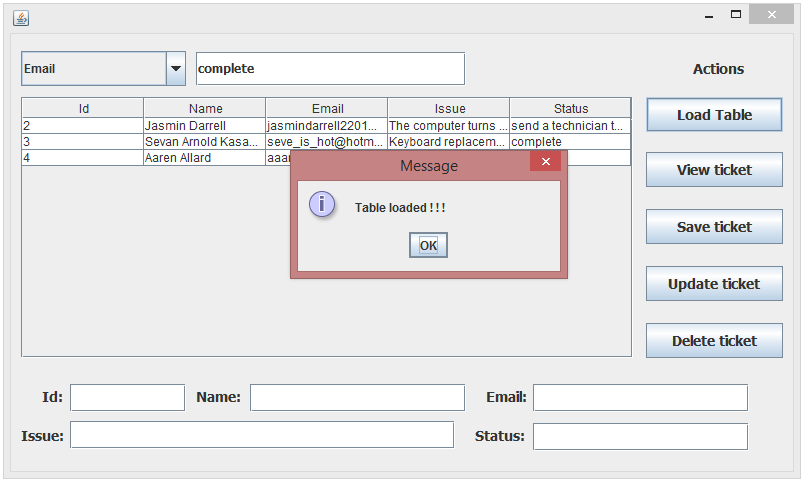 Email complete Actions
Id Name Email Issue Status
2 Jasmin Darrell jasmindarrell2201... The computer turns ... send a technician t...
3 Sevan Arnold Kasa... seve_is_hot@hotm... Keyboard replacem... complete
4 Aaren Allard
Load Table
View ticket
Save ticket
Update ticket
Delete ticket
Message
i
Table loaded ! ! !
OK
Id: Name: Email:
Issue: Status: